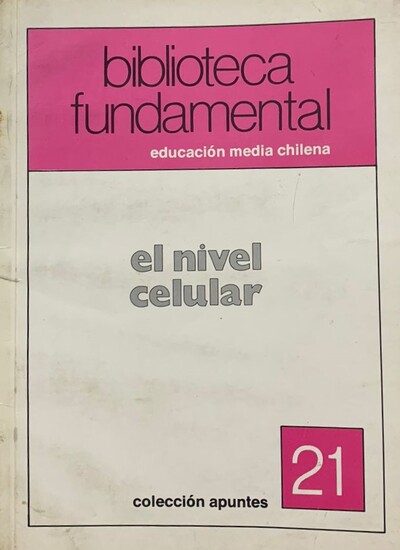 biblioteca
fundamental
educación media chilena
el nivel
celular
21
colección apuntes